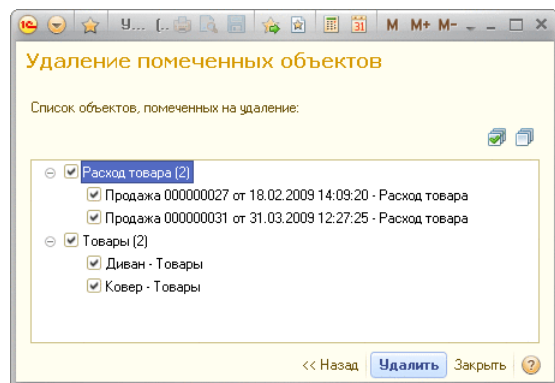 1С У... (.. 31 M M+ M-
Удаление помеченных объектов
Список объектов, помеченных на удаление:
Расход товара (2)
Продажа 000000027 от 18.02.2009 14:09:20 - Расход товара
Продажа 000000031 от 31.03.2009 12:27:25 - Расход товара
Товары (2)
Диван - Товары
Ковер - Товары
<< Назад Удалить Закрыть ?